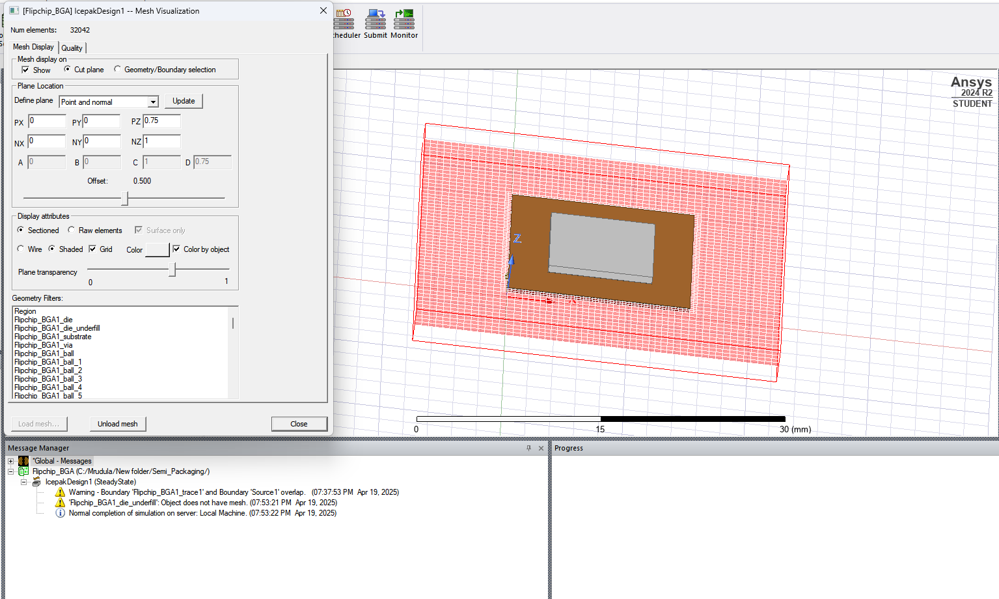 [Flipchip_BGA] IcepakDesign1 -- Mesh Visualization
Num elements: 32042
Mesh Display Quality
Mesh display on
Show Cut plane Geometry/Boundary selection
Plane Location
Define plane Point and normal Update
PX 0 PY 0 PZ 0.75
NX 0 NY 0 NZ 1
A 0 B 0 C 1 D 0.75
Offset: 0.500
Display attributes
Sectioned Raw elements Surface only
Wire Shaded Grid Color Color by object
Plane transparency
0 1
Geometry Filters:
Region
Flipchip_BGA1_die
Flipchip_BGA1_die_underfill
Flipchip_BGA1_substrate
Flipchip_BGA1_via
Flipchip_BGA1_ball
Flipchip_BGA1_ball_1
Flipchip_BGA1_ball_2
Flipchip_BGA1_ball_3
Flipchip_BGA1_ball_4
Flipchip_BGA1_ball_5
Load mesh... Unload mesh Close
cheduler Submit Monitor
Ansys
2024 R2
STUDENT
Z
0 15 30 (mm)
Message Manager
*Global - Messages
Flipchip_BGA (C:/Mrudula/New folder/Semi_Packaging/)
IcepakDesign1 (SteadyState)
Warning - Boundary 'Flipchip_BGA1_trace1' and Boundary 'Source1' overlap. (07:37:53 PM Apr 19, 2025)
'Flipchip_BGA1_die_underfill': Object does not have mesh. (07:53:21 PM Apr 19, 2025)
Normal completion of simulation on server: Local Machine. (07:53:22 PM Apr 19, 2025)
Progress